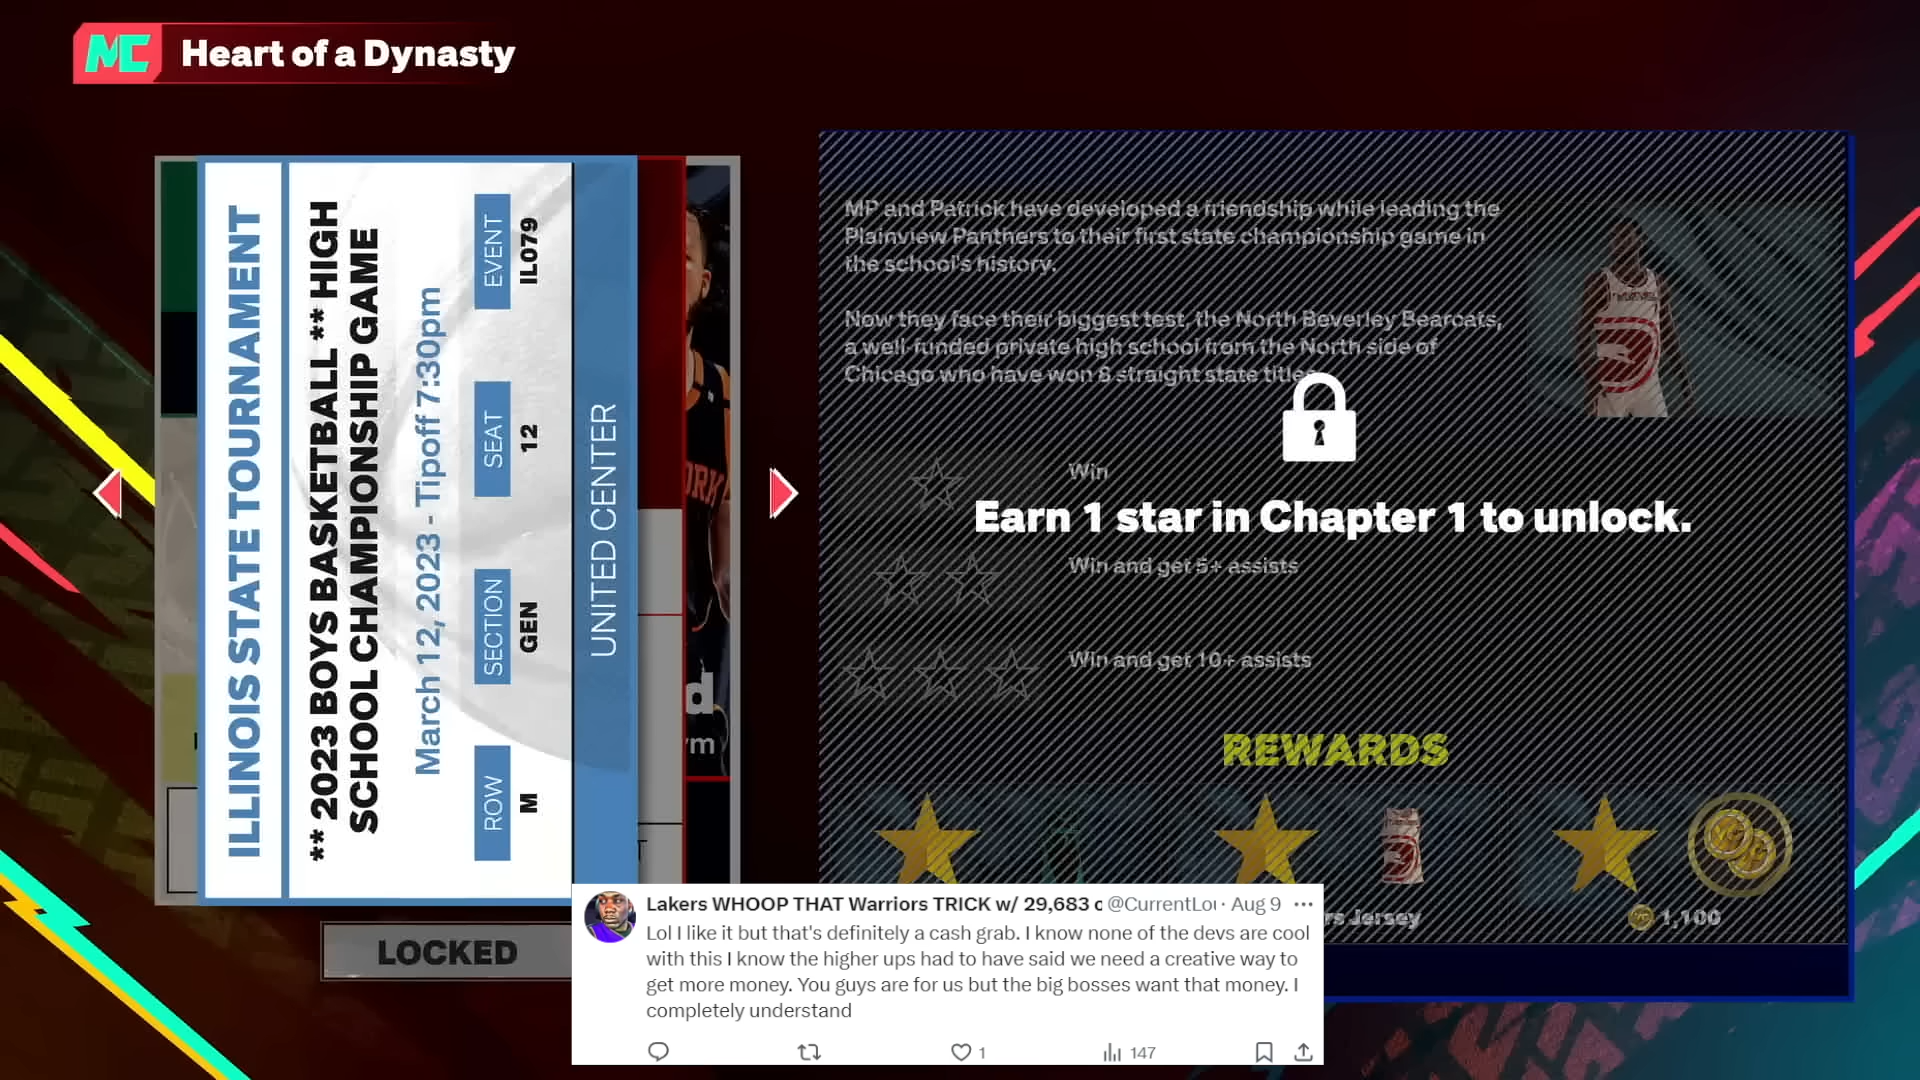 MC Heart of a Dynasty
ILLINOIS STATE TOURNAMENT
** 2023 BOYS BASKETBALL ** HIGH
SCHOOL CHAMPIONSHIP GAME
March 12, 2023 - Tipoff 7:30pm
ROW
M
SECTION
GEN
SEAT
12
EVENT
IL079
UNITED CENTER
LOCKED
MP and Patrick have developed a friendship while leading the
Plainview Panthers to their first state championship game in
the school's history.
Now they face their biggest test, the North Beverley Bearcats,
a well-funded private high school from the North side of
Chicago who have won 8 straight state titles.
Win
Earn 1 star in Chapter 1 to unlock.
Win and get 5+ assists
Win and get 10+ assists
REWARDS
Jersey
VC 1,100
Lakers WHOOP THAT Warriors TRICK w/ 29,683 @CurrentLo · Aug 9 ···
Lol I like it but that's definitely a cash grab. I know none of the devs are cool
with this I know the higher ups had to have said we need a creative way to
get more money. You guys are for us but the big bosses want that money. I
completely understand
1
147